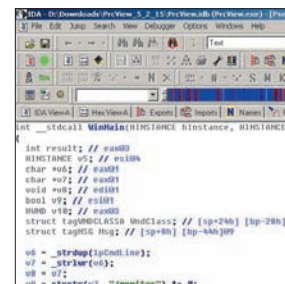 IDA - D:\Downloads\PrcView_5_2_15\PrcView.idb (PrcView.exe) - [Pse
File Edit Jump Search View Debugger Options Windows Help
Text
IDA View-A Hex View-A Exports Imports N Names
int __stdcall WinMain(HINSTANCE hInstance, HINSTANCE
{
int result; // eax@3
HINSTANCE v5; // esi@4
char *v6; // eax@1
char *v7; // eax@1
void *v8; // edi@1
bool v9; // esi@1
HWND v10; // eax@3
struct tagWNDCLASSA WndClass; // [sp+24h] [bp-28h]
struct tagMSG Msg; // [sp+8h] [bp-44h]@9
v6 = _strdup(lpCmdLine);
v7 = _strlwr(v6);
v8 = v7;